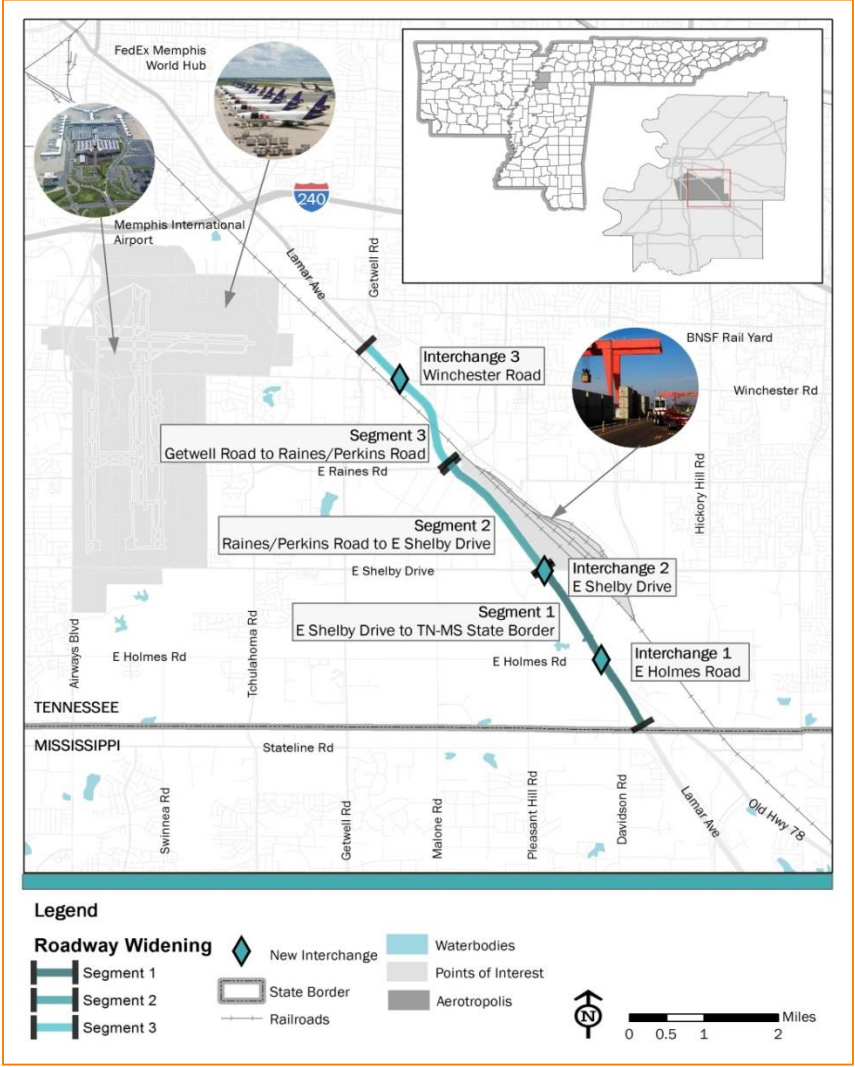 FedEx Memphis
World Hub
240
Memphis International
Airport
Lamar Ave
Getwell Rd
BNSF Rail Yard
Interchange 3
Winchester Road
Winchester Rd
Segment 3
Getwell Road to Raines/Perkins Road
E Raines Rd
Hickory Hill Rd
Segment 2
Raines/Perkins Road to E Shelby Drive
E Shelby Drive
Interchange 2
E Shelby Drive
Segment 1
E Shelby Drive to TN-MS State Border
Airways Blvd
E Holmes Rd
Tchulahoma Rd
E Holmes Rd
Interchange 1
E Holmes Road
TENNESSEE
MISSISSIPPI
Stateline Rd
Swinnea Rd
Getwell Rd
Malone Rd
Pleasant Hill Rd
Davidson Rd
Lamar Ave
Old Hwy 78
Legend
Roadway Widening
Segment 1
Segment 2
Segment 3
New Interchange
State Border
Railroads
Waterbodies
Points of Interest
Aerotropolis
N
Miles
0 0.5 1 2